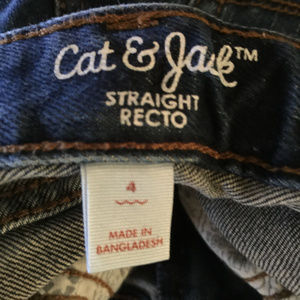 Cat & Jack™
STRAIGHT
RECTO
4
MADE IN
BANGLADESH